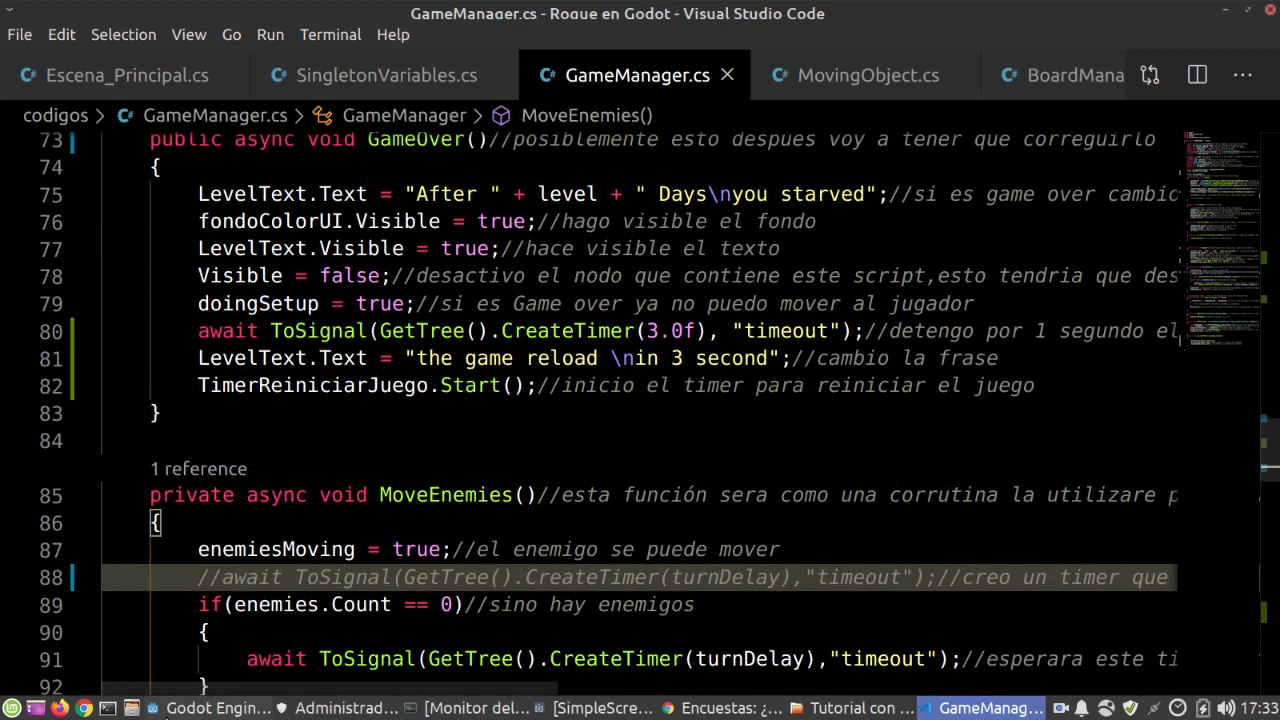 GameManager.cs - Rogue en Godot - Visual Studio Code
File Edit Selection View Go Run Terminal Help
Escena_Principal.cs SingletonVariables.cs GameManager.cs MovingObject.cs BoardMana
codigos > GameManager.cs > GameManager > MoveEnemies()
73 public async void GameOver()//posiblemente esto despues voy a tener que correguirlo
74 {
75 LevelText.Text = "After " + level + " Days\nyou starved";//si es game over cambio
76 fondoColorUI.Visible = true;//hago visible el ui
77 LevelText.Visible = true;//ce visible el texto
78 Visible = false;//desactivo el nodo que contiene este script no tendria que des
79 doingSetup = true;//si es game over ya no puedo mover al jugador
80 await ToSignal(GetTree().CreateTimer(3.0f), "timeout");//detengo por 1 segundo el
81 LevelText.Text = "the game reload \nin 3 second";//cambio la frase
82 TimerReiniciarJuego.Start();//inicio el timer para reiniciar el juego
83 }
84
1 reference
85 private async void MoveEnemies()//esta función sera como una corrutina la utilizare p
86 {
87 enemiesMoving = true;//el enemigo se puede mover
88 //await ToSignal(GetTree().CreateTimer(turnDelay),"timeout");//creo un timer que
89 if(enemies.Count == 0)//sino hay enemigos
90 {
91 await ToSignal(GetTree().CreateTimer(turnDelay),"timeout");//esperara este ti
92 }
Godot Engin... Administrad... [Monitor del... [SimpleScre... Encuestas: ¿,... Tutorial con ... GameManag... 17:33